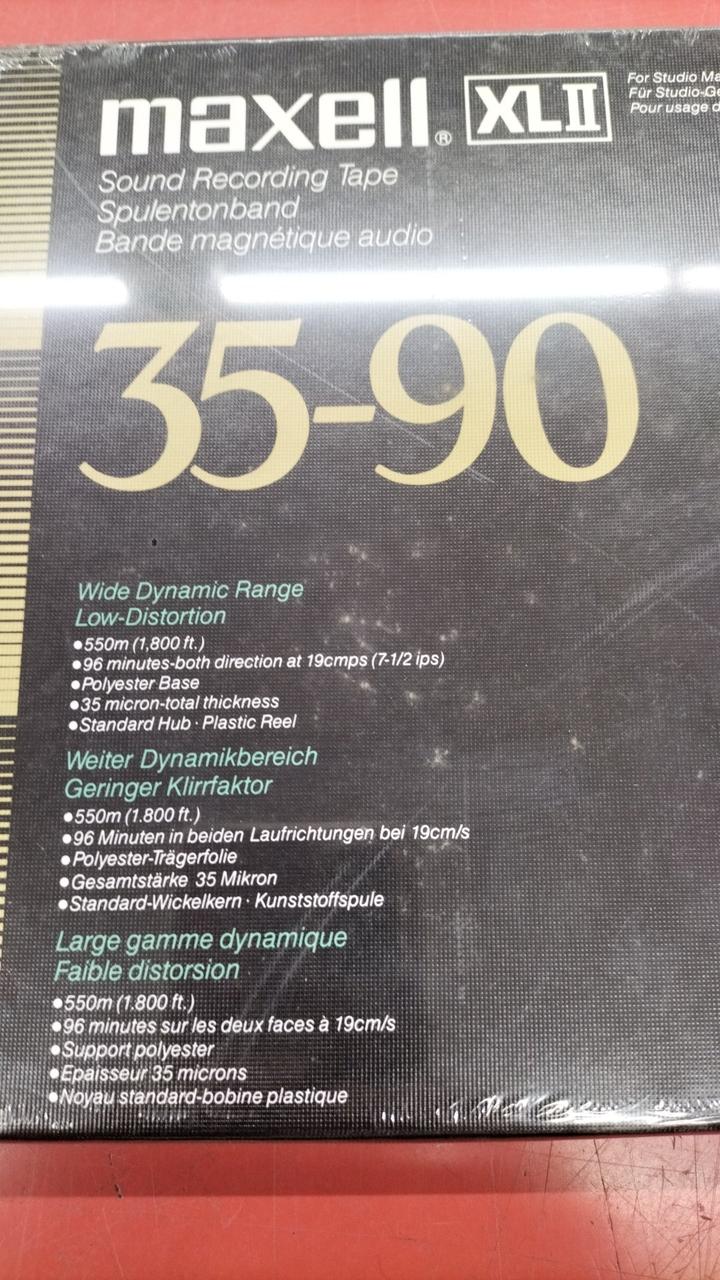 maxell® XLII
For Studio
Für Studio-
Pour usage
Sound Recording Tape
Spulentonband
Bande magnétique audio
35-90
Wide Dynamic Range
Low-Distortion
●550m (1,800 ft.)
●96 minutes-both direction at 19cmps (7-1/2 ips)
●Polyester Base
●35 micron-total thickness
●Standard Hub · Plastic Reel
Weiter Dynamikbereich
Geringer Klirrfaktor
●550m (1.800 ft.)
●96 Minuten in beiden Laufrichtungen bei 19cm/s
●Polyester-Trägerfolie
●Gesamtstärke 35 Mikron
●Standard-Wickelkern · Kunststoffspule
Large gamme dynamique
Faible distorsion
●550m (1.800 ft.)
●96 minutes sur les deux faces à 19cm/s
●Support polyester
●Epaisseur 35 microns
●Noyau standard-bobine plastique